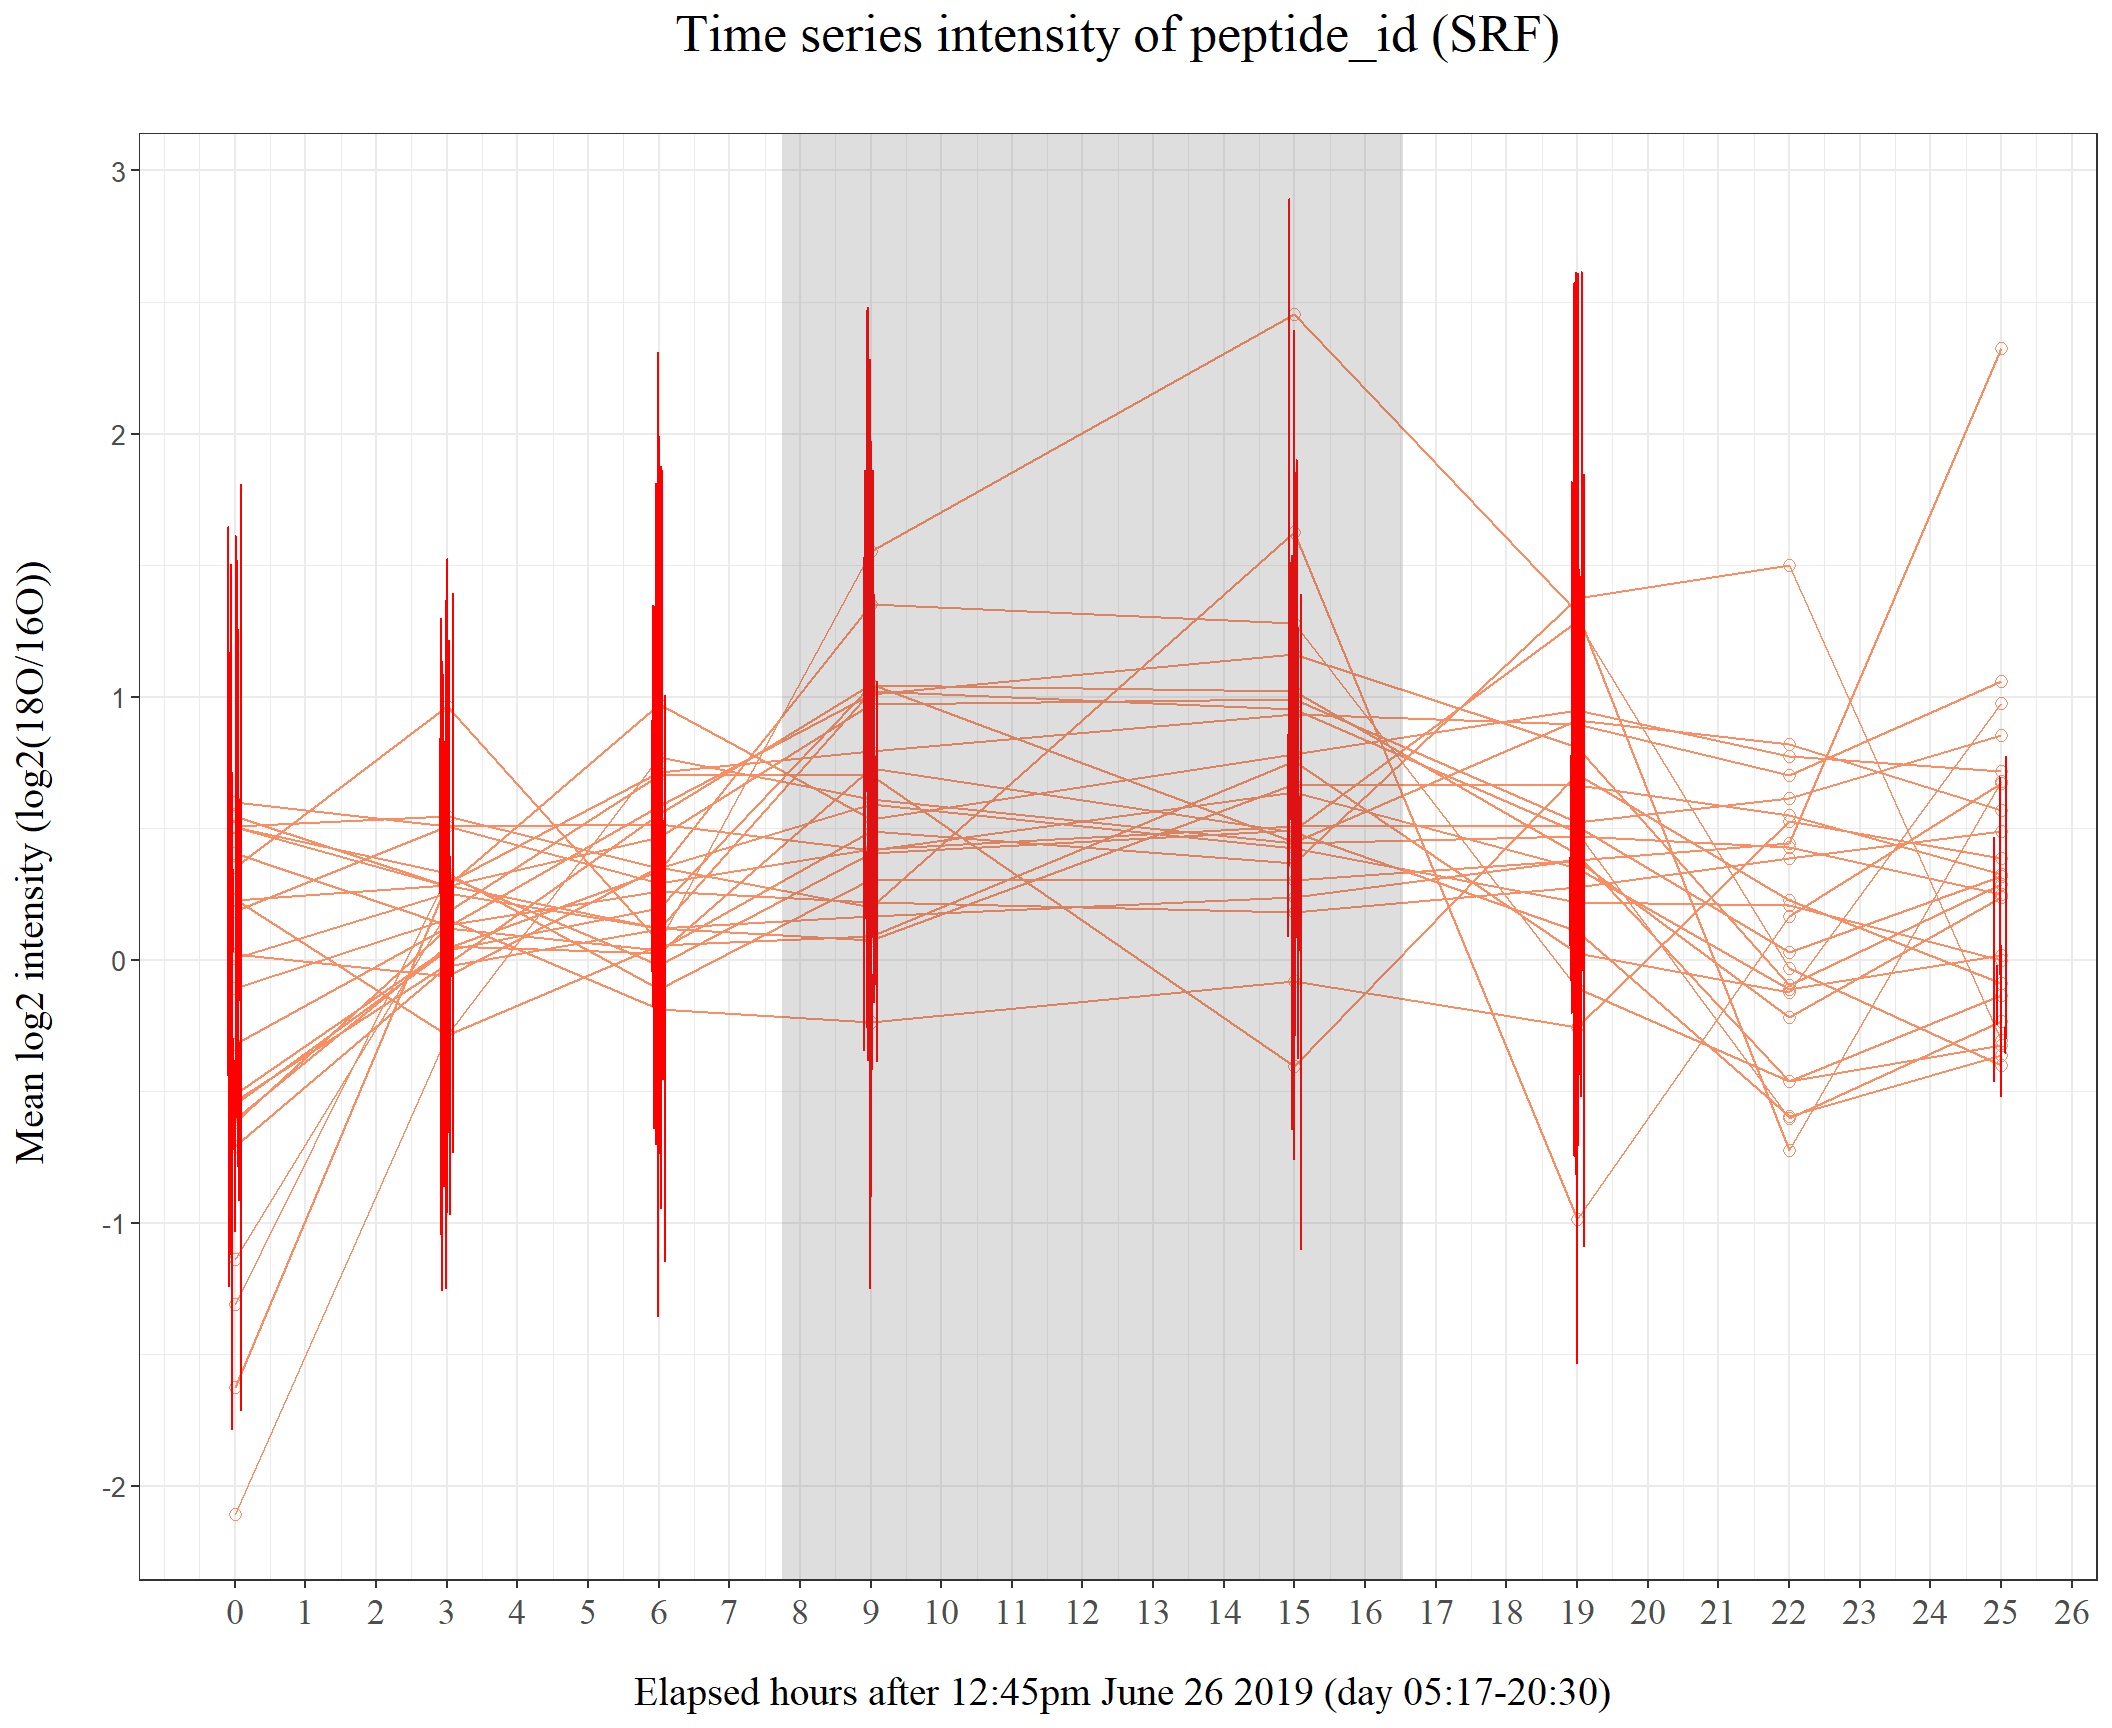 Time series intensity of peptide_id (SRF)
Mean log2 intensity (log2(18O/16O))
3
2
1
0
-1
-2
0 1 2 3 4 5 6 7 8 9 10 11 12 13 14 15 16 17 18 19 20 21 22 23 24 25 26
Elapsed hours after 12:45pm June 26 2019 (day 05:17-20:30)